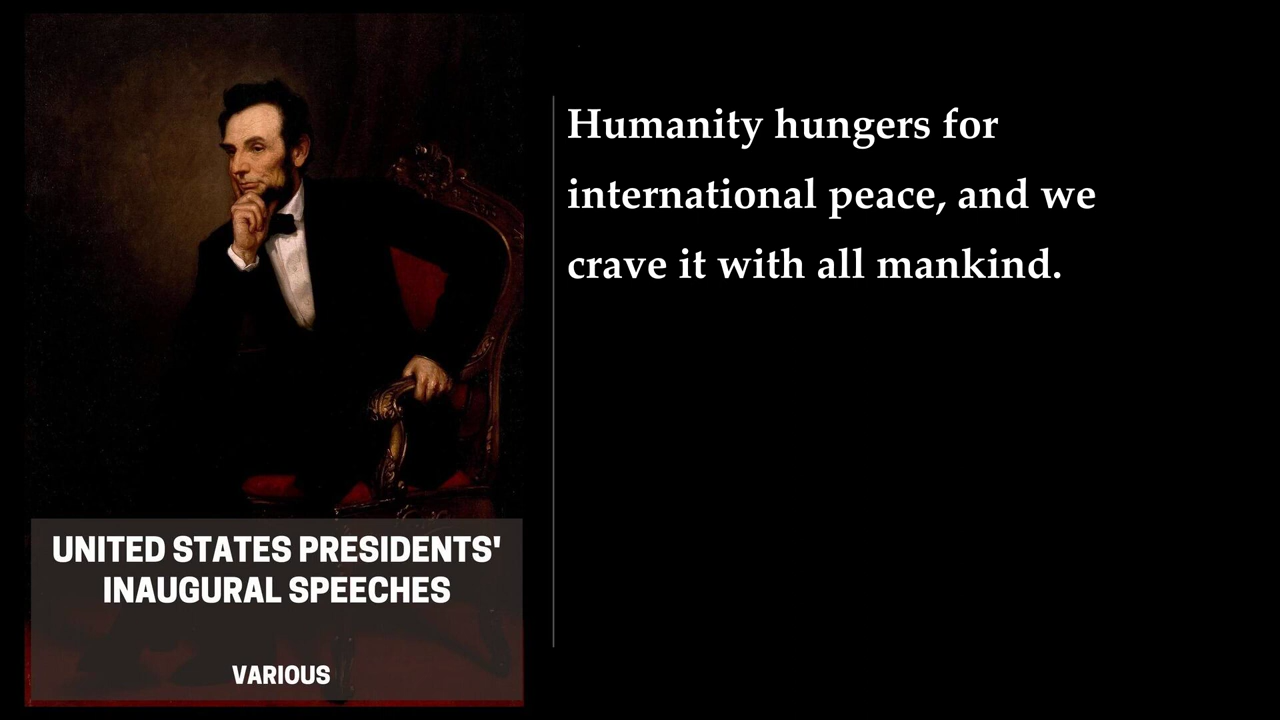 Humanity hungers for
international peace, and we
crave it with all mankind.
UNITED STATES PRESIDENTS'
INAUGURAL SPEECHES
VARIOUS